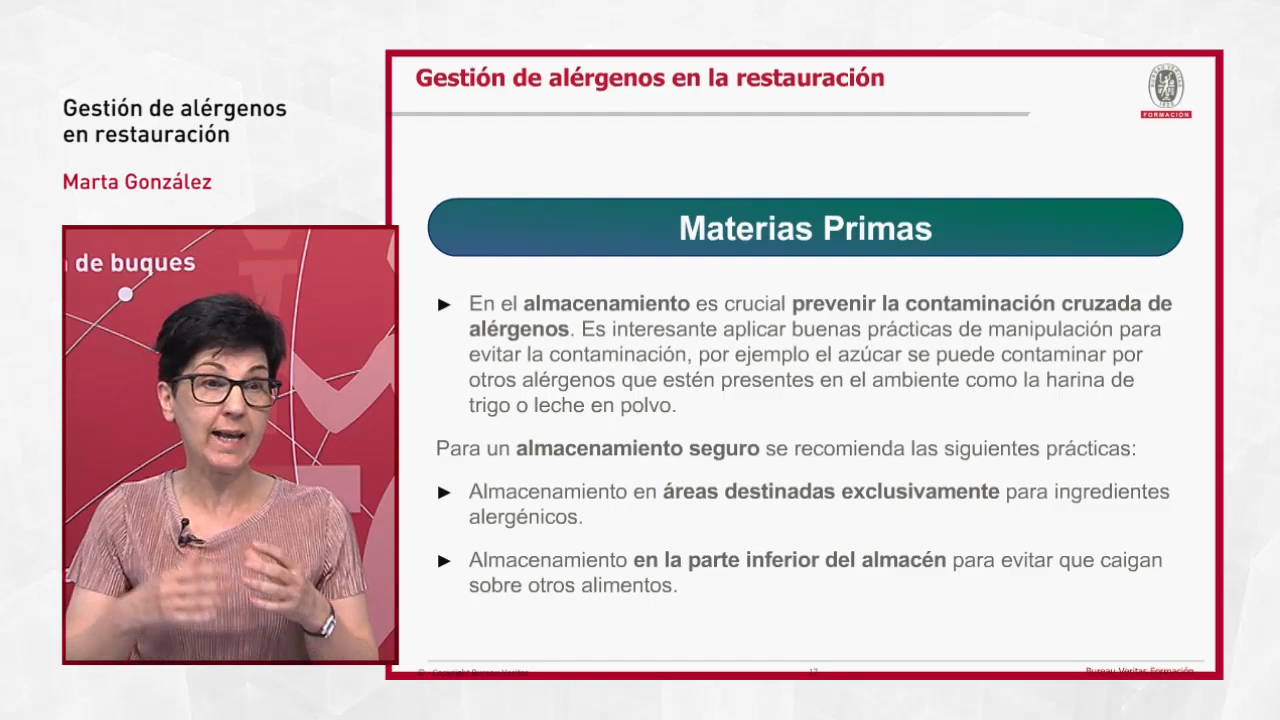 Gestión de alérgenos
en restauración
Marta González
de buques
Gestión de alérgenos en la restauración
FORMACIÓN
Materias Primas
► En el almacenamiento es crucial prevenir la contaminación cruzada de
alérgenos. Es interesante aplicar buenas prácticas de manipulación para
evitar la contaminación, por ejemplo el azúcar se puede contaminar por
otros alérgenos que estén presentes en el ambiente como la harina de
trigo o leche en polvo.
Para un almacenamiento seguro se recomienda las siguientes prácticas:
► Almacenamiento en áreas destinadas exclusivamente para ingredientes
alergénicos.
► Almacenamiento en la parte inferior del almacén para evitar que caigan
sobre otros alimentos.
© - Copyright Bureau Veritas
17
Bureau Veritas Formación